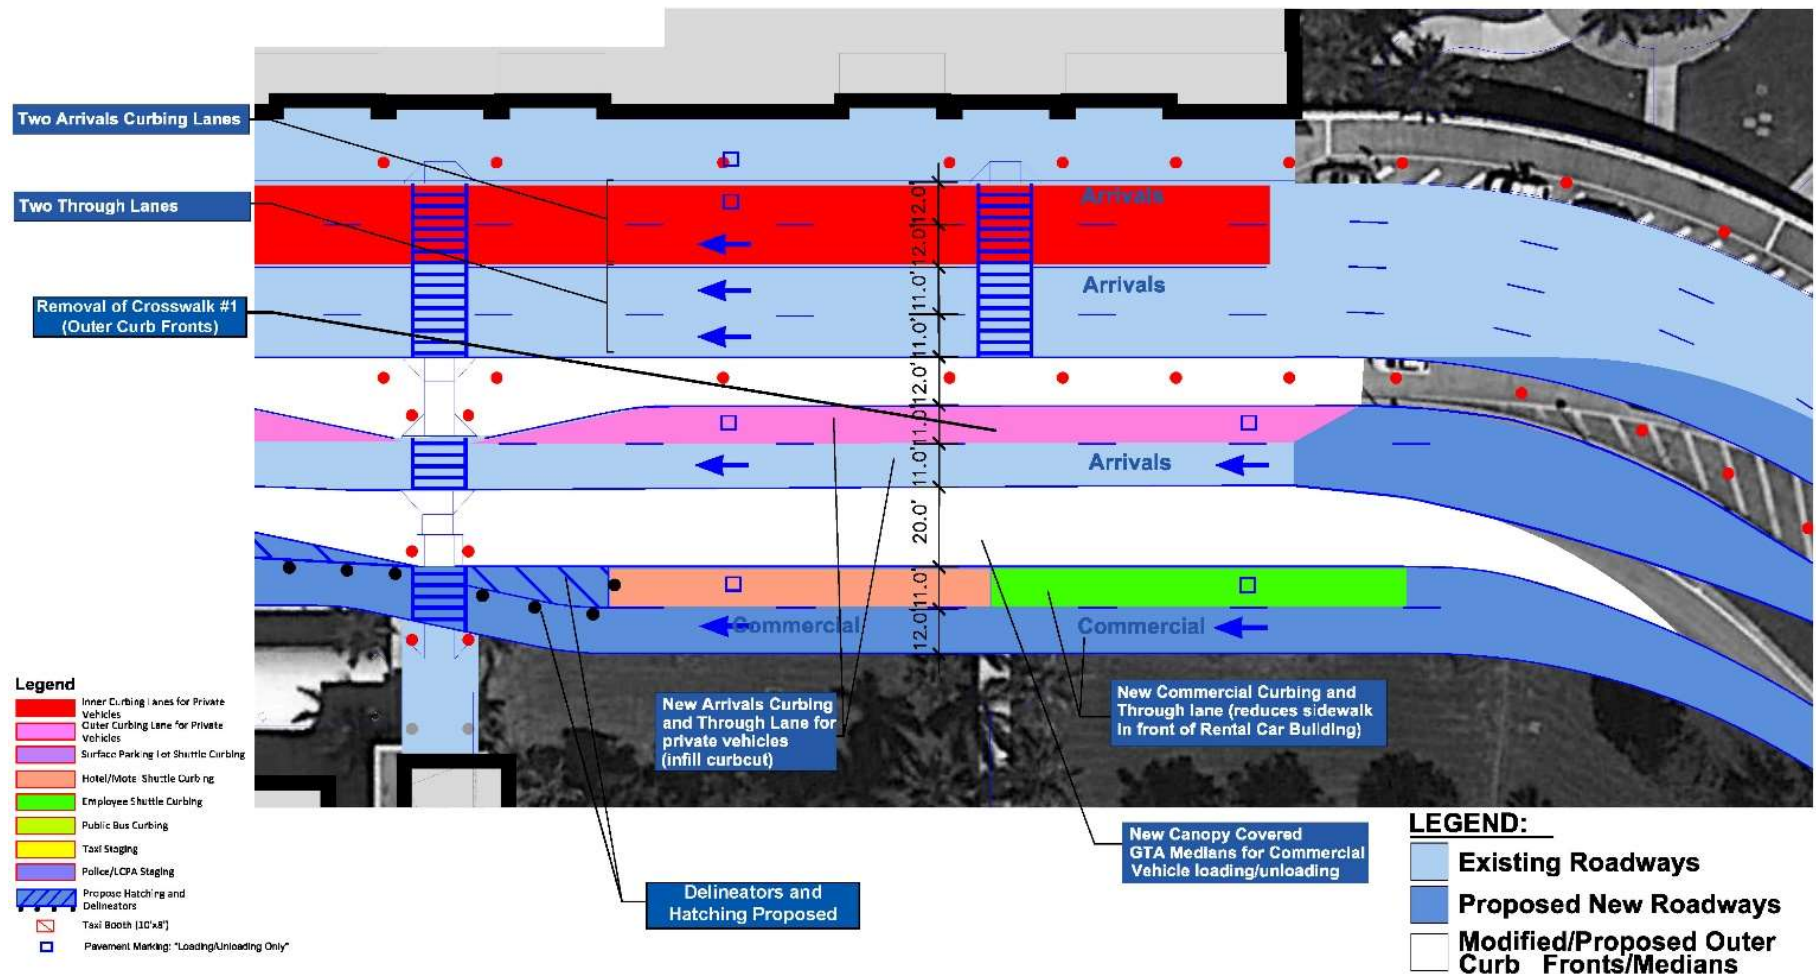 Two Arrivals Curbing Lanes
Two Through Lanes
Removal of Crosswalk #1
(Outer Curb Fronts)
Arrivals
Arrivals
Arrivals
Commercial
Commercial
12.0'
12.0'
11.0'
11.0'
12.0'
11.0'
11.0'
20.0'
11.0'
12.0'
New Arrivals Curbing
and Through Lane for
private vehicles
(infill curbcut)
New Commercial Curbing and
Through lane (reduces sidewalk
in front of Rental Car Building)
New Canopy Covered
GTA Medians for Commercial
Vehicle loading/unloading
Delineators and
Hatching Proposed
Legend
Inner Curbing Lanes for Private
Vehicles
Outer Curbing Lane for Private
Vehicles
Surface Parking Lot Shuttle Curbing
Hotel/Motel Shuttle Curbing
Employee Shuttle Curbing
Public Bus Curbing
Taxi Staging
Police/LCPA Staging
Propose Hatching and
Delineators
Taxi Booth (10'x8')
Pavement Marking: "Loading/Unloading Only"
LEGEND:
Existing Roadways
Proposed New Roadways
Modified/Proposed Outer
Curb Fronts/Medians